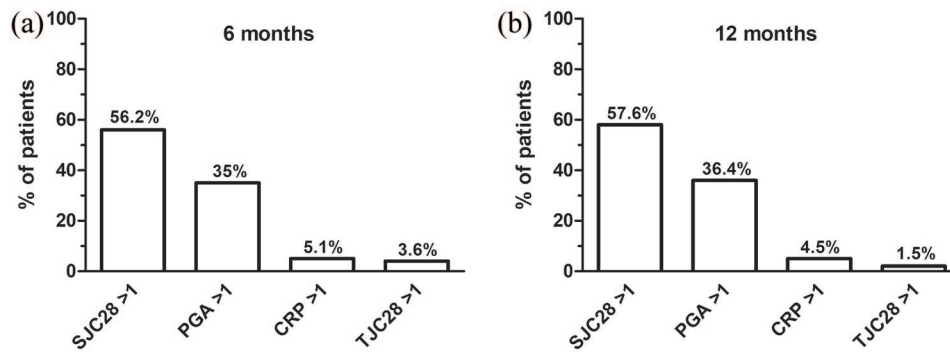 (a)
6 months
% of patients
100
80
60
40
20
0
56.2%
35%
5.1%
3.6%
SJC28 >1
PGA >1
CRP >1
TJC28 >1
(b)
12 months
% of patients
100
80
60
40
20
0
57.6%
36.4%
4.5%
1.5%
SJC28 >1
PGA >1
CRP >1
TJC28 >1